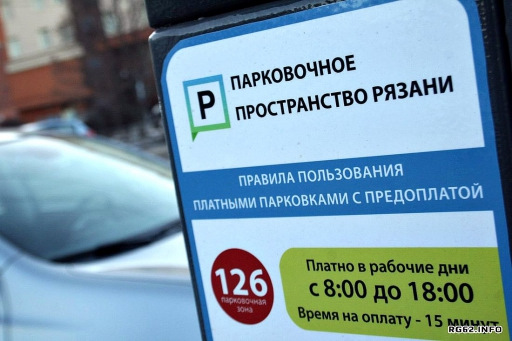 P
ПАРКОВОЧНОЕ
ПРОСТРАНСТВО РЯЗАНИ
ПРАВИЛА ПОЛЬЗОВАНИЯ
ПЛАТНЫМИ ПАРКОВКАМИ С ПРЕДОПЛАТОЙ
126
парковочная
зона
Платно в рабочие дни
с 8:00 до 18:00
Время на оплату - 15 минут
RG62.INFO